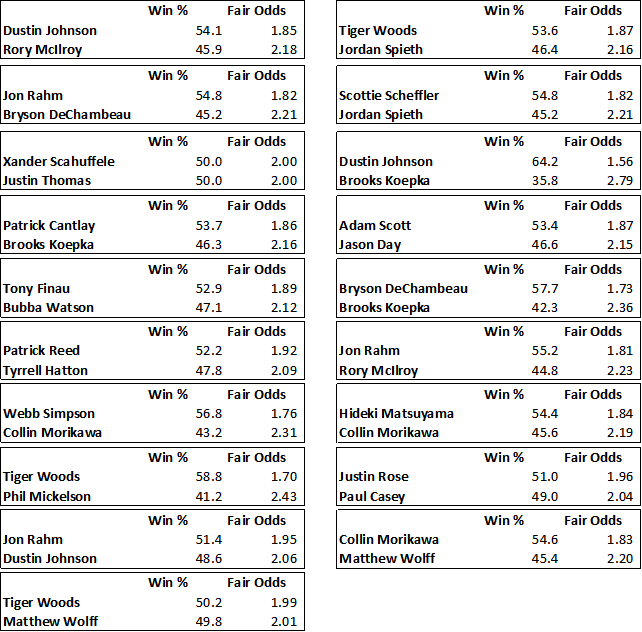 Win % Fair Odds
Dustin Johnson 54.1 1.85
Rory McIlroy 45.9 2.18
Win % Fair Odds
Jon Rahm 54.8 1.82
Bryson DeChambeau 45.2 2.21
Win % Fair Odds
Xander Scahuffele 50.0 2.00
Justin Thomas 50.0 2.00
Win % Fair Odds
Patrick Cantlay 53.7 1.86
Brooks Koepka 46.3 2.16
Win % Fair Odds
Tony Finau 52.9 1.89
Bubba Watson 47.1 2.12
Win % Fair Odds
Patrick Reed 52.2 1.92
Tyrrell Hatton 47.8 2.09
Win % Fair Odds
Webb Simpson 56.8 1.76
Collin Morikawa 43.2 2.31
Win % Fair Odds
Tiger Woods 58.8 1.70
Phil Mickelson 41.2 2.43
Win % Fair Odds
Jon Rahm 51.4 1.95
Dustin Johnson 48.6 2.06
Win % Fair Odds
Tiger Woods 50.2 1.99
Matthew Wolff 49.8 2.01
Win % Fair Odds
Tiger Woods 53.6 1.87
Jordan Spieth 46.4 2.16
Win % Fair Odds
Scottie Scheffler 54.8 1.82
Jordan Spieth 45.2 2.21
Win % Fair Odds
Dustin Johnson 64.2 1.56
Brooks Koepka 35.8 2.79
Win % Fair Odds
Adam Scott 53.4 1.87
Jason Day 46.6 2.15
Win % Fair Odds
Bryson DeChambeau 57.7 1.73
Brooks Koepka 42.3 2.36
Win % Fair Odds
Jon Rahm 55.2 1.81
Rory McIlroy 44.8 2.23
Win % Fair Odds
Hideki Matsuyama 54.4 1.84
Collin Morikawa 45.6 2.19
Win % Fair Odds
Justin Rose 51.0 1.96
Paul Casey 49.0 2.04
Win % Fair Odds
Collin Morikawa 54.6 1.83
Matthew Wolff 45.4 2.20